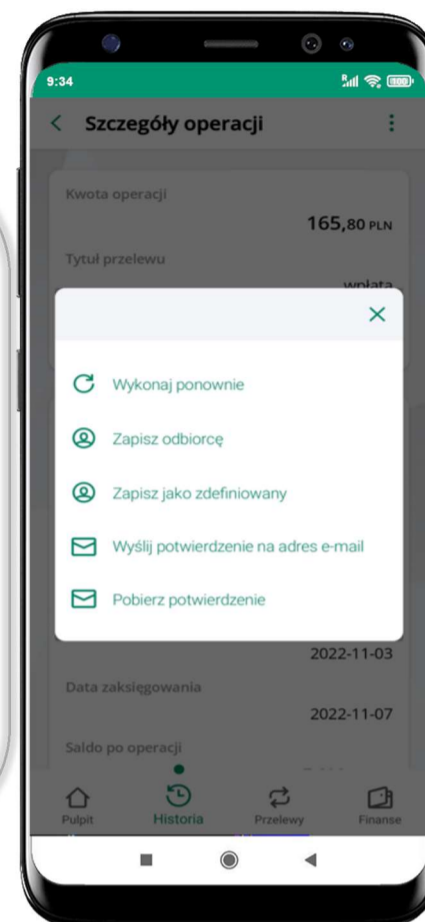 9:34
R
100
Szczegóły operacji
Kwota operacji
165,80 PLN
Tytuł przelewu
wpłata
Wykonaj ponownie
Zapisz odbiorcę
Zapisz jako zdefiniowany
Wyślij potwierdzenie na adres e-mail
Pobierz potwierdzenie
2022-11-03
Data zaksięgowania
2022-11-07
Saldo po operacji
Pulpit
Historia
Przelewy
Finanse